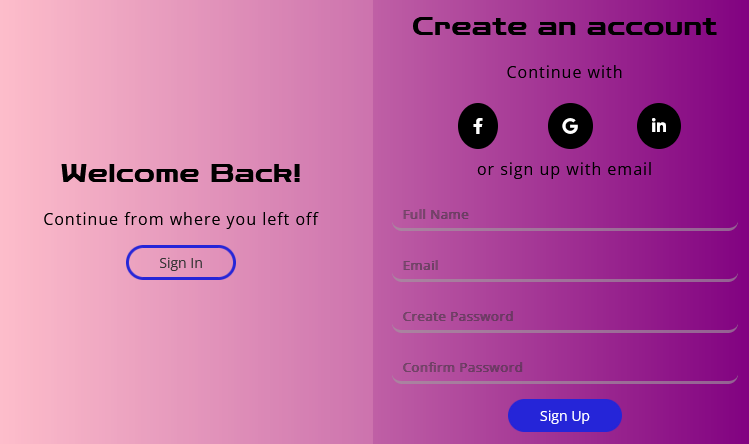 Welcome Back!
Continue from where you left off
Sign In
Create an account
Continue with
f G in
or sign up with email
Full Name
Email
Create Password
Confirm Password
Sign Up